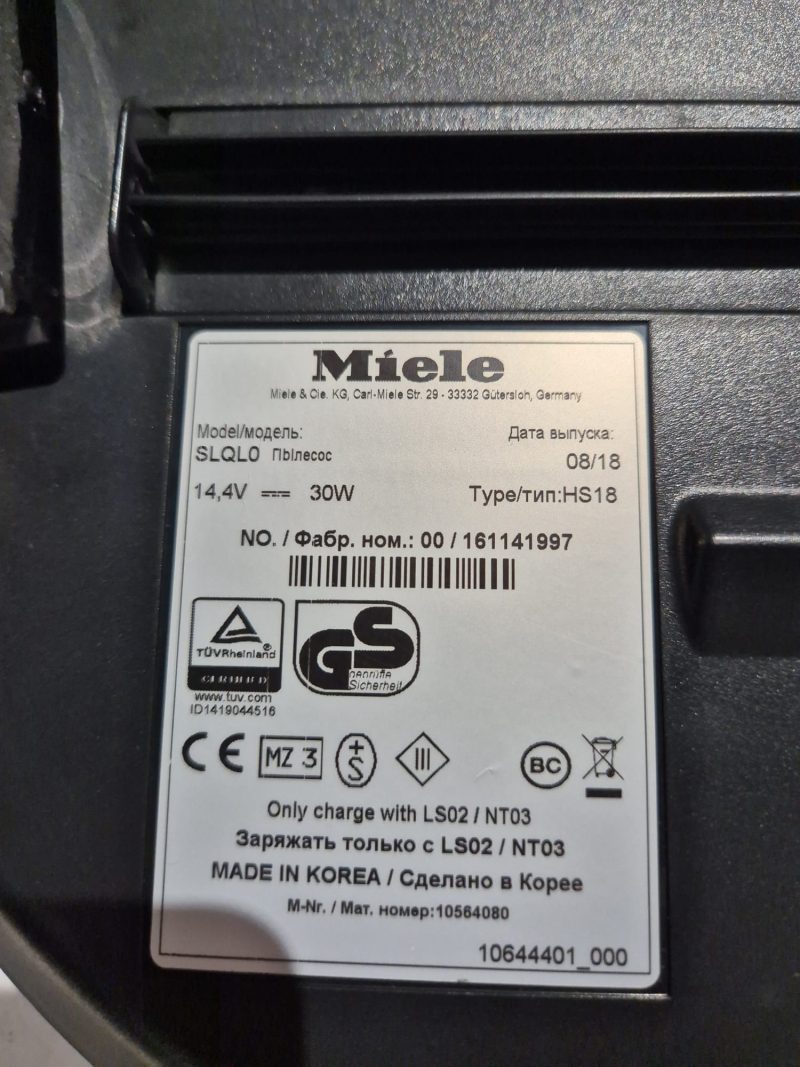 Miele
Miele & Cie. KG, Carl-Miele Str. 29 - 33332 Gütersloh, Germany
Model/модель: Дата выпуска:
SLQL0 Пылесос 08/18
14,4V 30W Type/тип:HS18
NO. / Фабр. ном.: 00 / 161141997
TÜVRheinland®
CERTIFIED
www.tuv.com
ID1419044516
GS
geprüfte
Sicherheit
CE MZ 3 +S III BC
Only charge with LS02 / NT03
Заряжать только с LS02 / NT03
MADE IN KOREA / Сделано в Корее
M-Nr. / Мат. номер:10564080
10644401_000